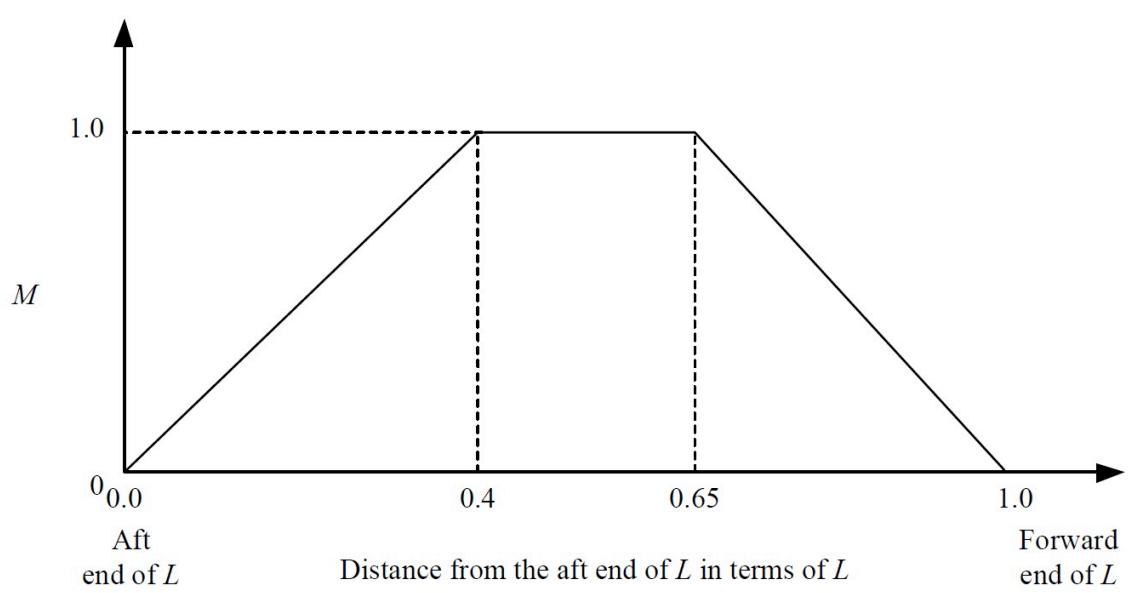 1.0
M
0
0.0 0.4 0.65 1.0
Aft
end of L
Distance from the aft end of L in terms of L
Forward
end of L